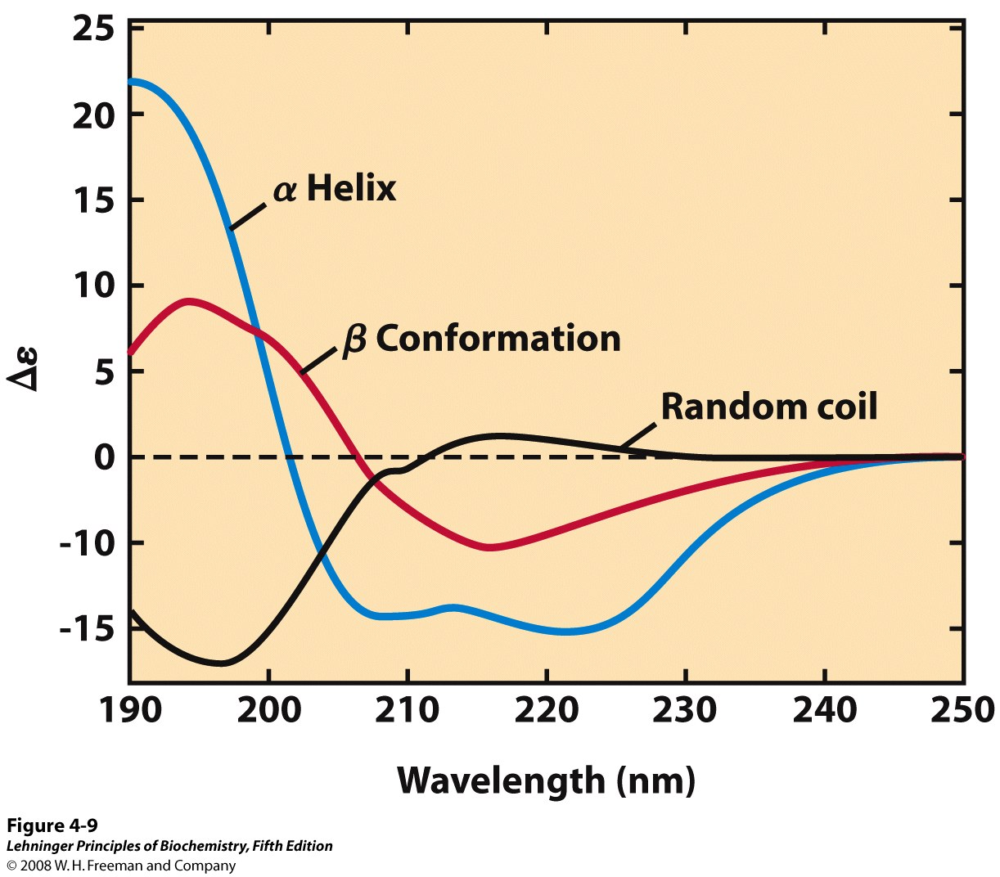 25
20
15
10
5
0
-10
-15
Δε
α Helix
β Conformation
Random coil
190 200 210 220 230 240 250
Wavelength (nm)
Figure 4-9
Lehninger Principles of Biochemistry, Fifth Edition
© 2008 W. H. Freeman and Company